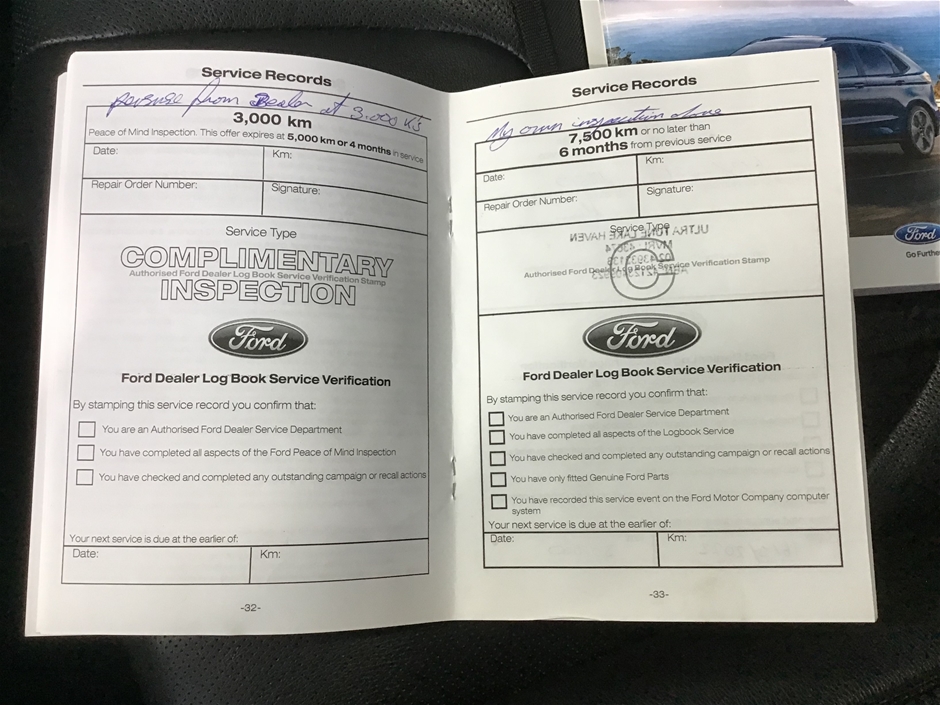 Service Records
from Dealer at 3.000 K's
3,000 km
Peace of Mind Inspection. This offer expires at 5,000km or 4 months in service
Date:
Km:
Repair Order Number:
Signature:
Service Type
COMPLIMENTARY
Authorised Ford Dealer Log Book Service Verification Stamp
INSPECTION
Ford
Ford Dealer Log Book Service Verification
By stamping this service record you confirm that:
You are an Authorised Ford Dealer Service Department
You have completed all aspects of the Ford Peace of Mind Inspection
You have checked and completed any outstanding campaign or recall actions
Your next service is due at the earlier of:
Date:
Km:
-32-
Service Records
My own inspection done
7,500 km or no later than
6 months from previous service
Date:
Km:
Repair Order Number:
Signature:
Service Type
ULTRA TUNE LAKE HAVEN
Authorised Ford Dealer Log Book Service Verification Stamp
Ford
Ford Dealer Log Book Service Verification
By stamping this service record you confirm that:
You are an Authorised Ford Dealer Service Department
You have completed all aspects of the Logbook Service
You have checked and completed any outstanding campaign or recall actions
You have only fitted Genuine Ford Parts
You have recorded this service event on the Ford Motor Company computer
system
Your next service is due at the earlier of:
Date:
Km:
-33-
Ford
Go Furthe